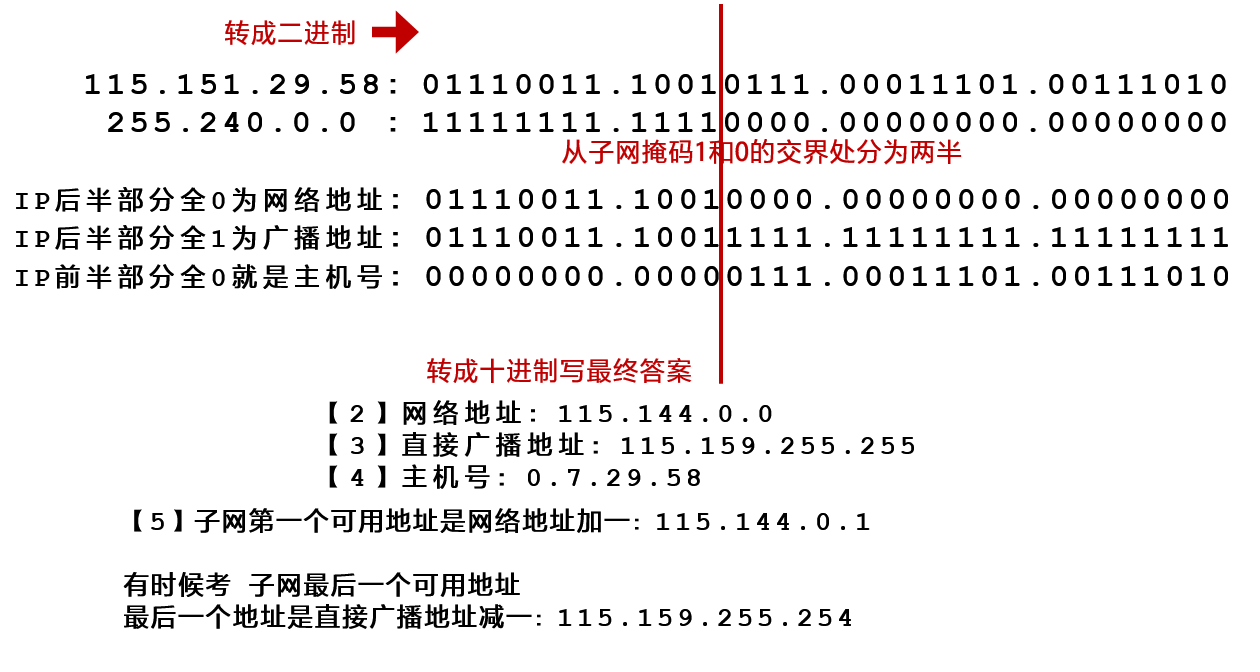 转成二进制
115.151.29.58: 01110011.10010111.00011101.00111010
255.240.0.0 : 11111111.11110000.00000000.00000000
从子网掩码1和0的交界处分为两半
IP后半部分全0为网络地址: 01110011.10010000.00000000.00000000
IP后半部分全1为广播地址: 01110011.10011111.11111111.11111111
IP前半部分全0就是主机号: 00000000.00000111.00011101.00111010
转成十进制写最终答案
【2】网络地址: 115.144.0.0
【3】直接广播地址: 115.159.255.255
【4】主机号: 0.7.29.58
【5】子网第一个可用地址是网络地址加一: 115.144.0.1
有时候考 子网最后一个可用地址
最后一个地址是直接广播地址减一: 115.159.255.254